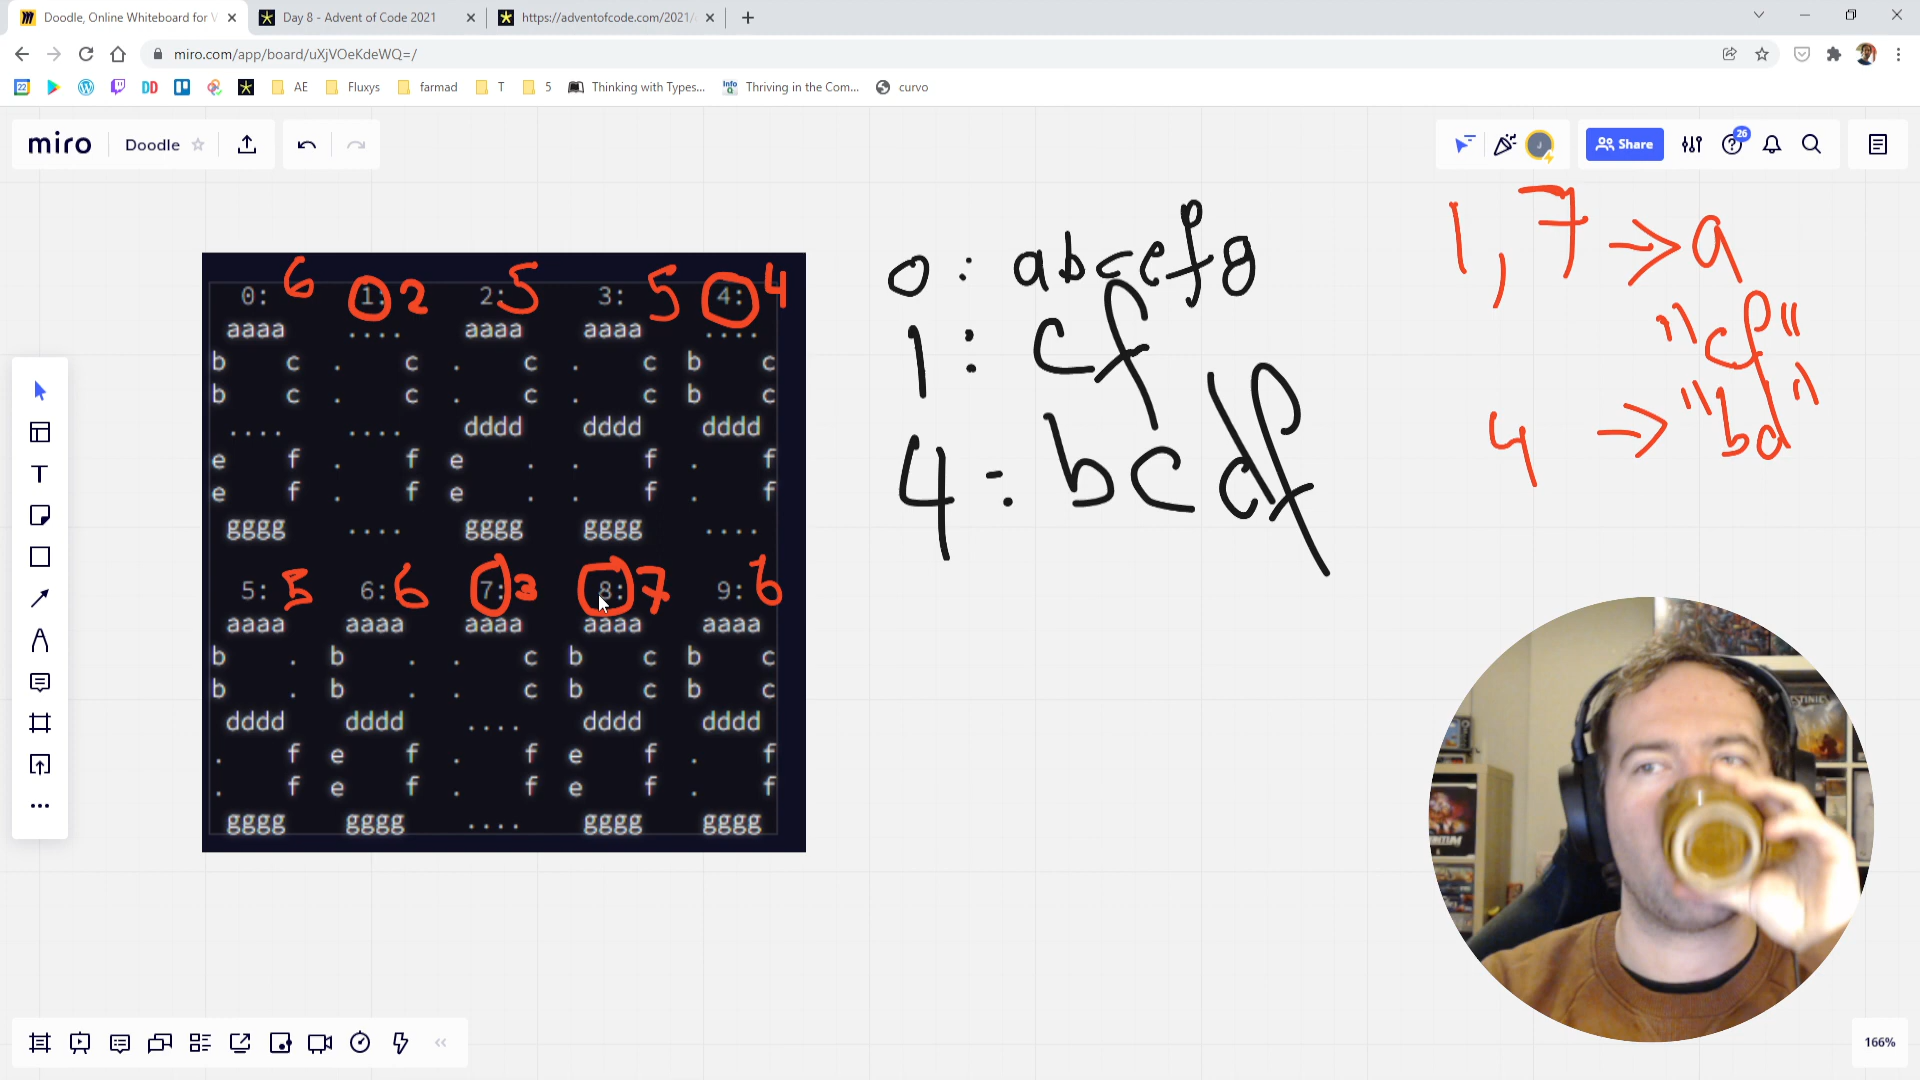 Doodle, Online Whiteboard for V
Day 8 - Advent of Code 2021
https://adventofcode.com/2021/
miro.com/app/board/uXjVOeKdeWQ=/
22
DD
AE
Fluxys
farmad
T
5
Thinking with Types...
Info Q
Thriving in the Com...
curvo
miro
Doodle
Share
26
0: 6 1: 2 2: 5 3: 5 4: 4
aaaa .... aaaa aaaa ....
b c . c . c . c b c
b c . c . c . c b c
.... .... dddd dddd dddd
e f . f e . . f . f
e f . f e . . f . f
gggg .... gggg gggg ....
5: 5 6: 6 7: 3 8: 7 9: 6
aaaa aaaa aaaa aaaa aaaa
b . b . . c b c b c
b . b . . c b c b c
dddd dddd .... dddd dddd
. f e f . f e f . f
. f e f . f e f . f
gggg gggg .... gggg gggg
0: abcefg
1: cf
4: bcdf
1, 7 => a
"cf"
4 -> "bd"
166%